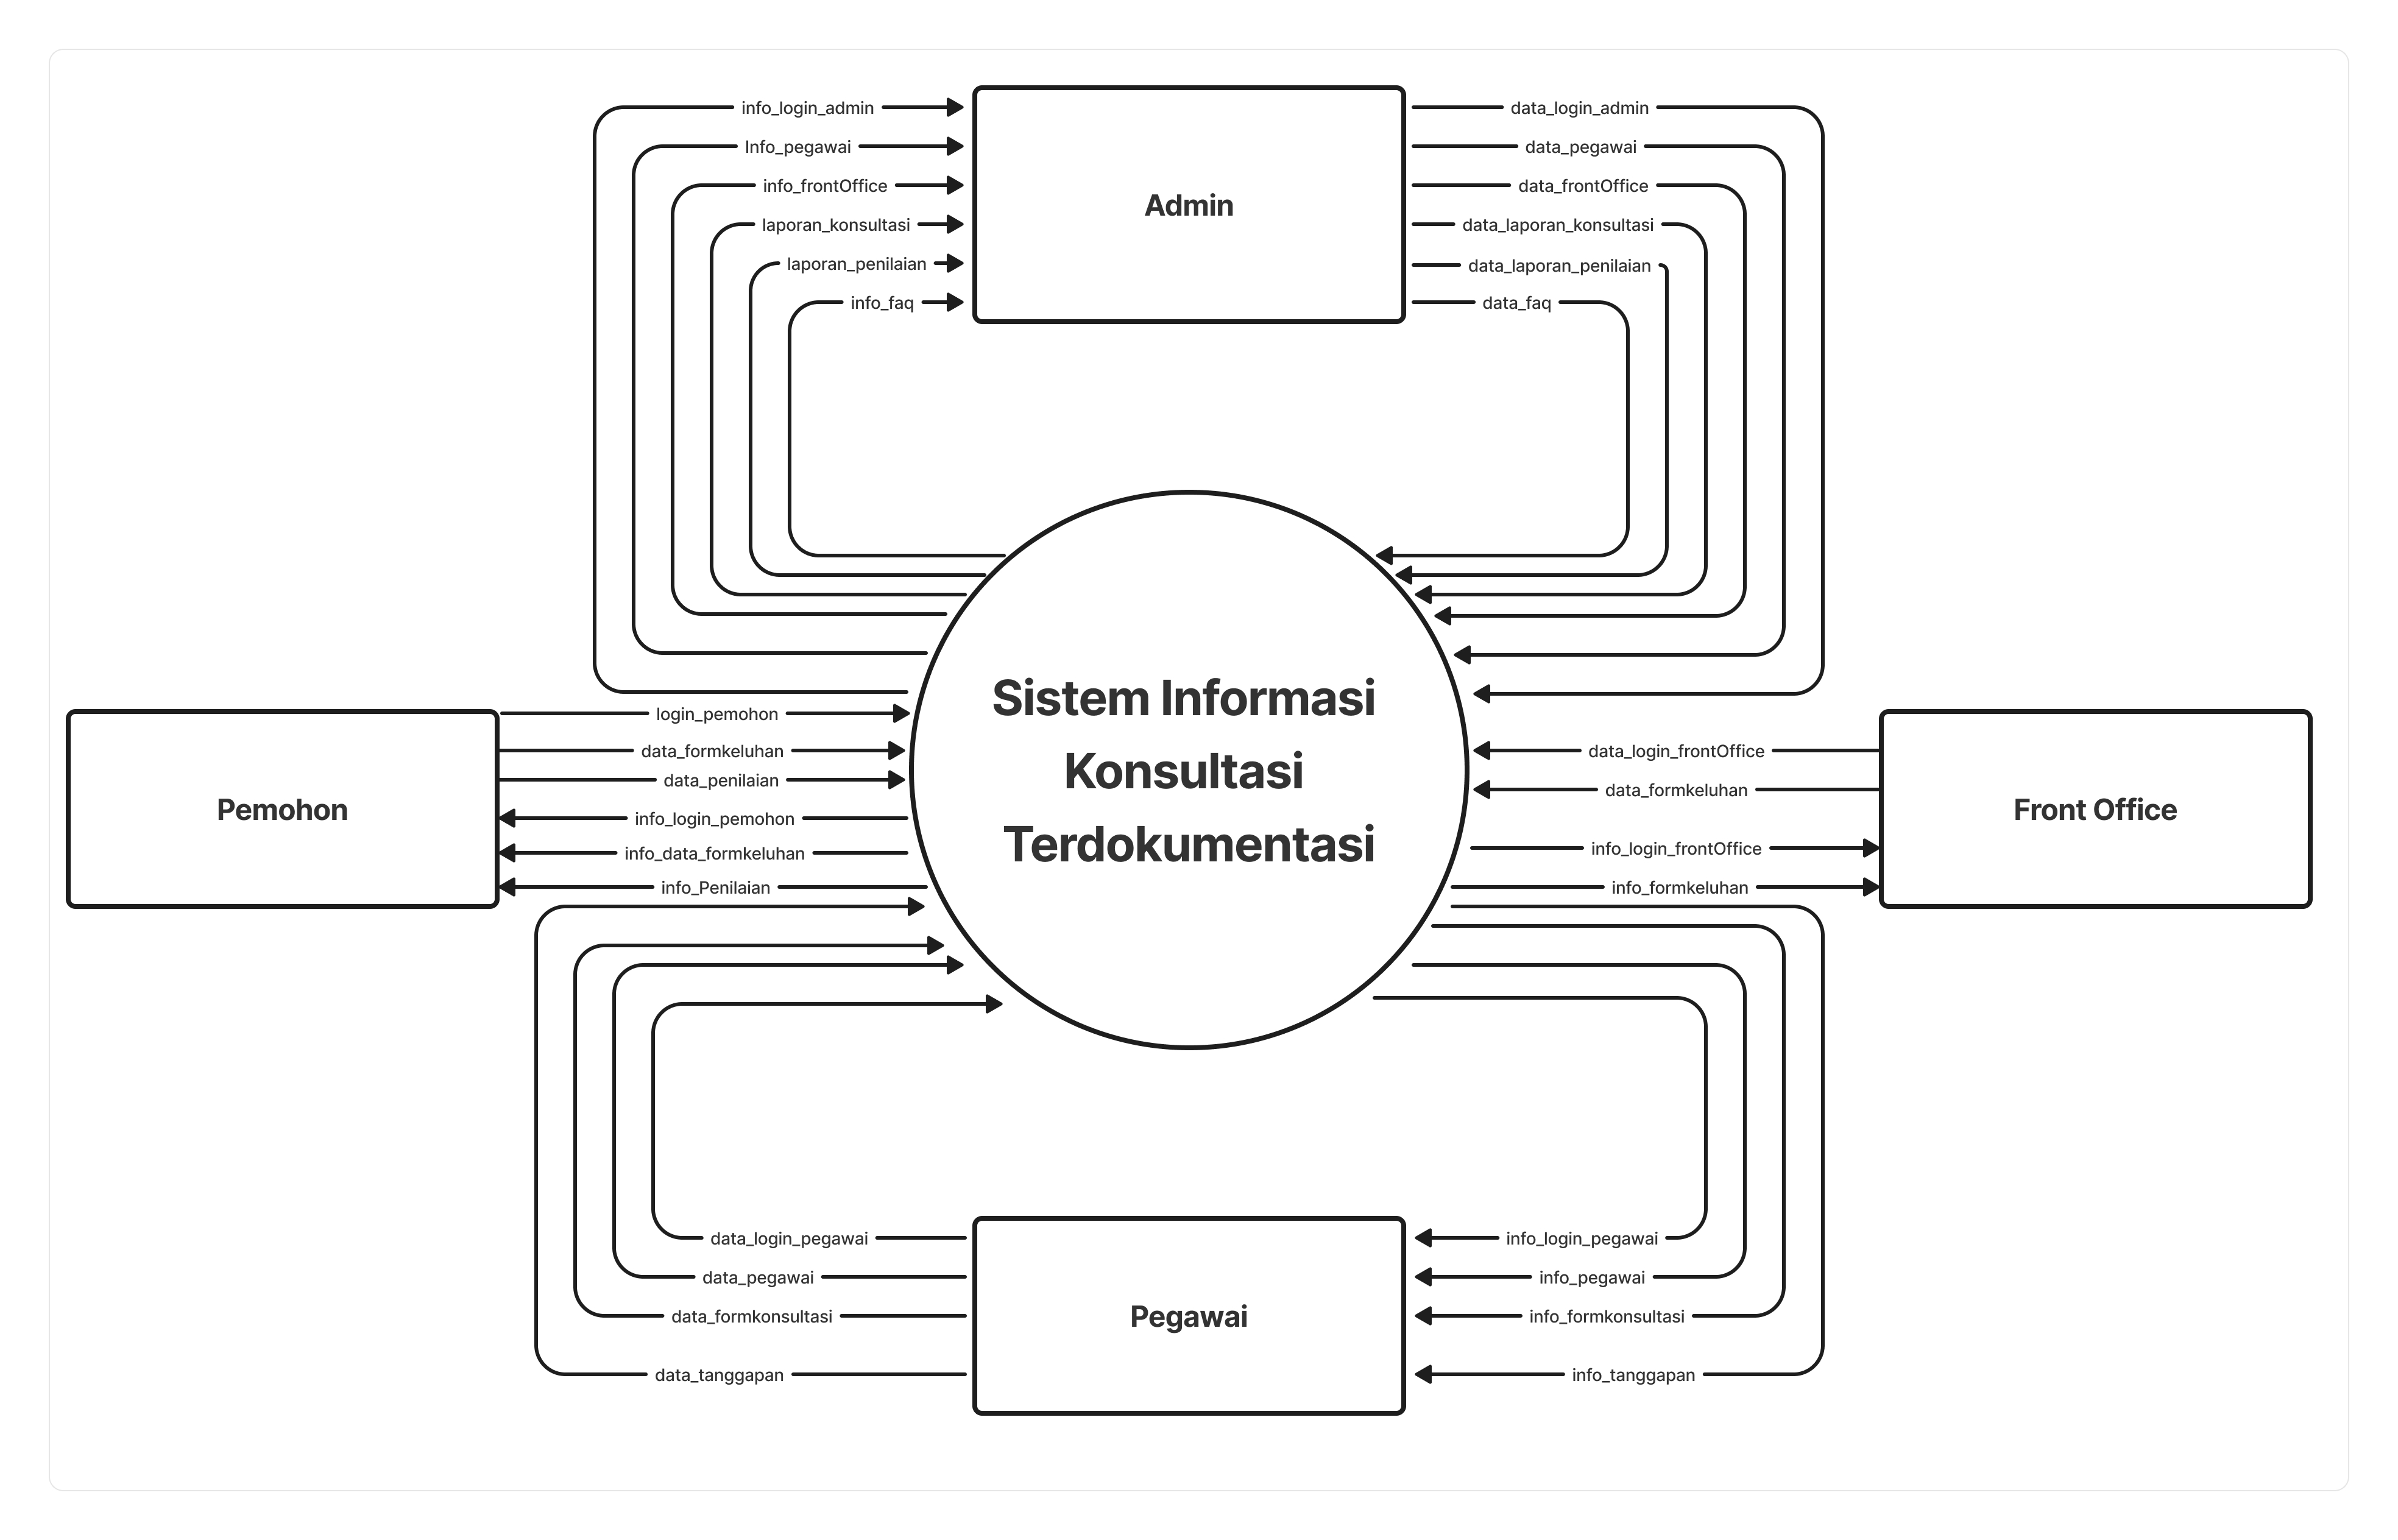 info_login_admin
Info_pegawai
info_frontOffice
laporan_konsultasi
laporan_penilaian
info_faq
Admin
data_login_admin
data_pegawai
data_frontOffice
data_laporan_konsultasi
data_laporan_penilaian
data_faq
Pemohon
login_pemohon
data_formkeluhan
data_penilaian
info_login_pemohon
info_data_formkeluhan
info_Penilaian
Sistem Informasi
Konsultasi
Terdokumentasi
data_login_frontOffice
data_formkeluhan
info_login_frontOffice
info_formkeluhan
Front Office
data_login_pegawai
data_pegawai
data_formkonsultasi
data_tanggapan
Pegawai
info_login_pegawai
info_pegawai
info_formkonsultasi
info_tanggapan